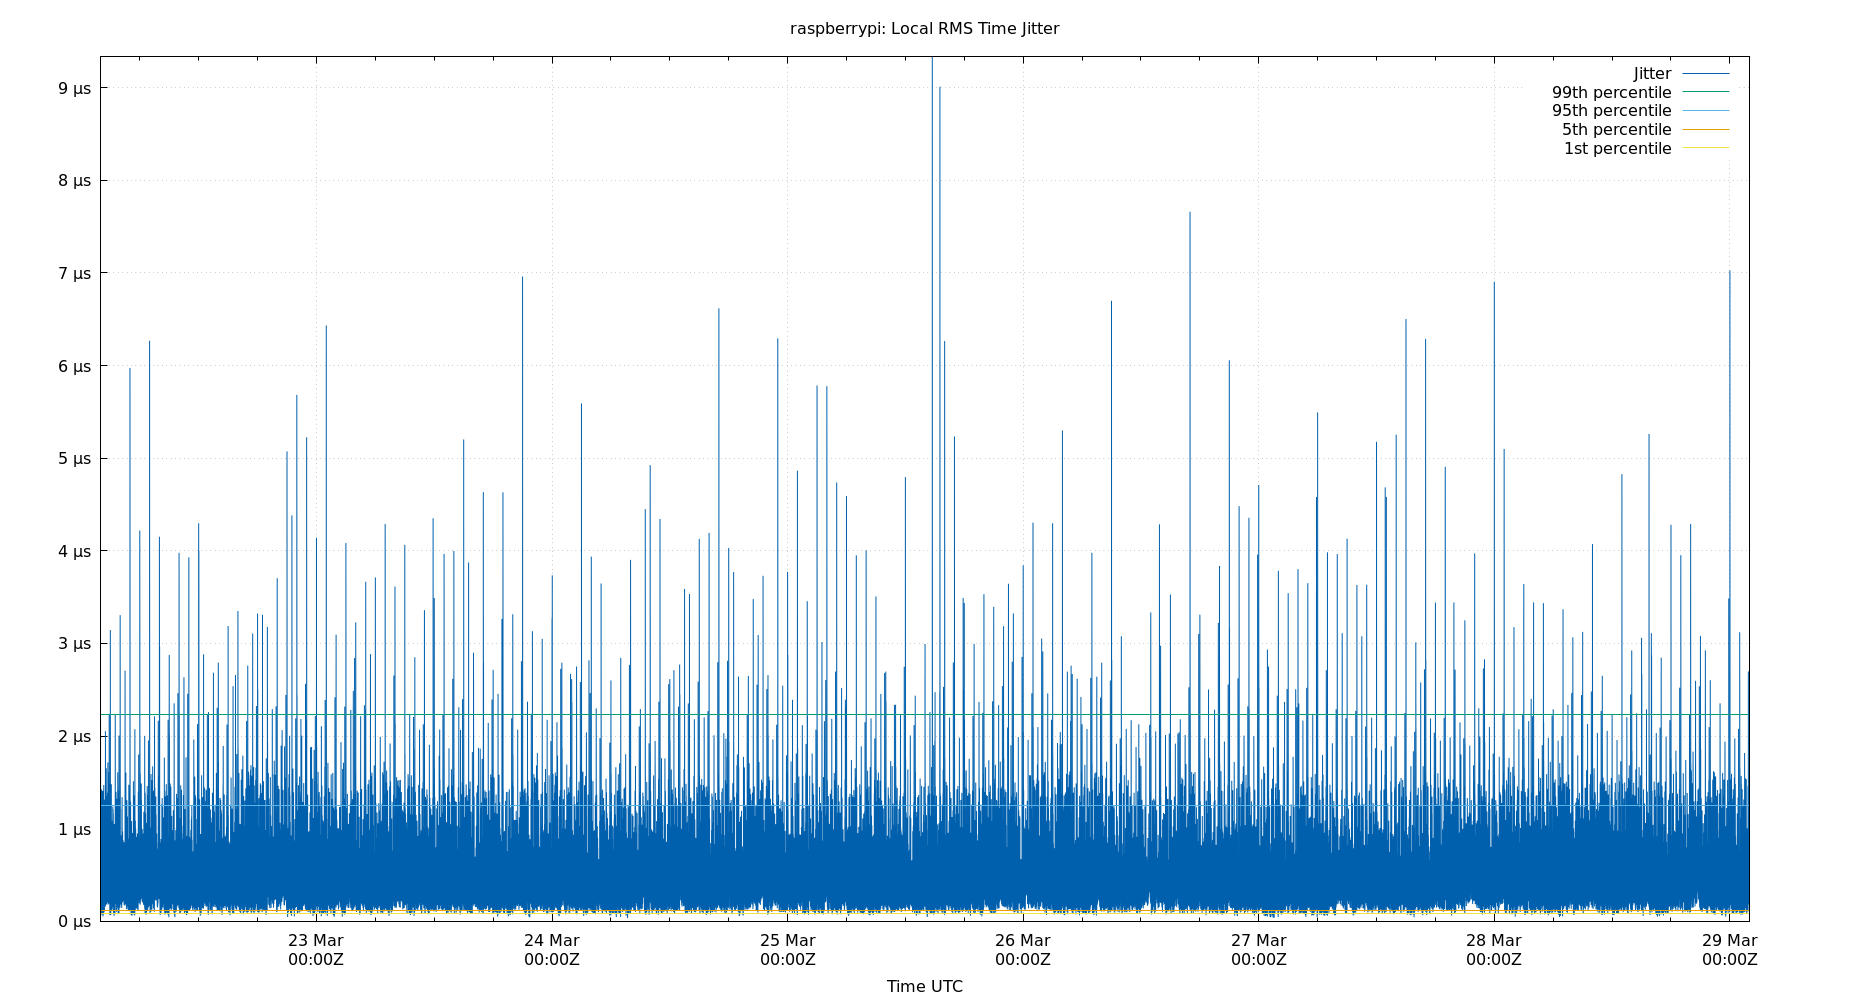 raspberrypi: Local RMS Time Jitter
Jitter
99th percentile
95th percentile
5th percentile
1st percentile
9 µs
8 µs
7 µs
6 µs
5 µs
4 µs
3 µs
2 µs
1 µs
0 µs
23 Mar 24 Mar 25 Mar 26 Mar 27 Mar 28 Mar 29 Mar
00:00Z 00:00Z 00:00Z 00:00Z 00:00Z 00:00Z 00:00Z
Time UTC